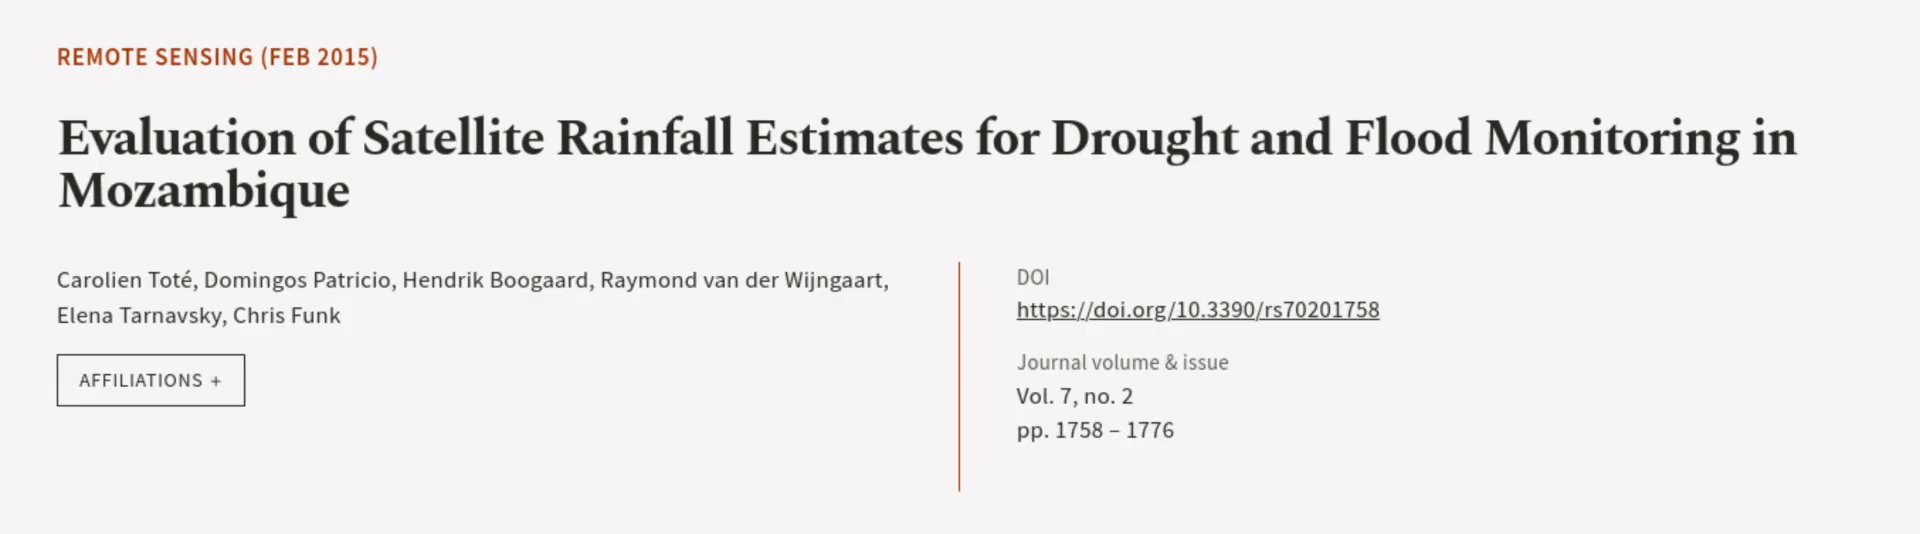 REMOTE SENSING (FEB 2015)
Evaluation of Satellite Rainfall Estimates for Drought and Flood Monitoring in
Mozambique
Carolien Toté, Domingos Patricio, Hendrik Boogaard, Raymond van der Wijngaart,
Elena Tarnavsky, Chris Funk
AFFILIATIONS +
DOI
https://doi.org/10.3390/rs70201758
Journal volume & issue
Vol. 7, no. 2
pp. 1758 – 1776